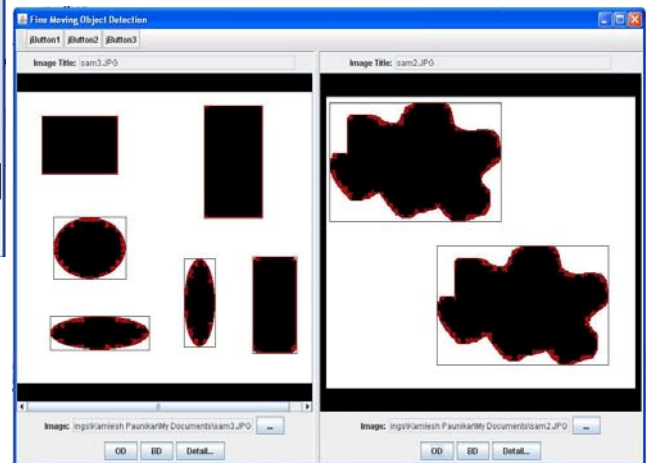 Fine Moving Object Detection
jButton1 jButton2 jButton3
Image Title: sam3.JPG
Image Title: sam2.JPG
Image: ings\Kamlesh Paunikar\My Documents\sam3.JPG ...
Image: ings\Kamlesh Paunikar\My Documents\sam2.JPG ...
OD BD Detail...
OD BD Detail...